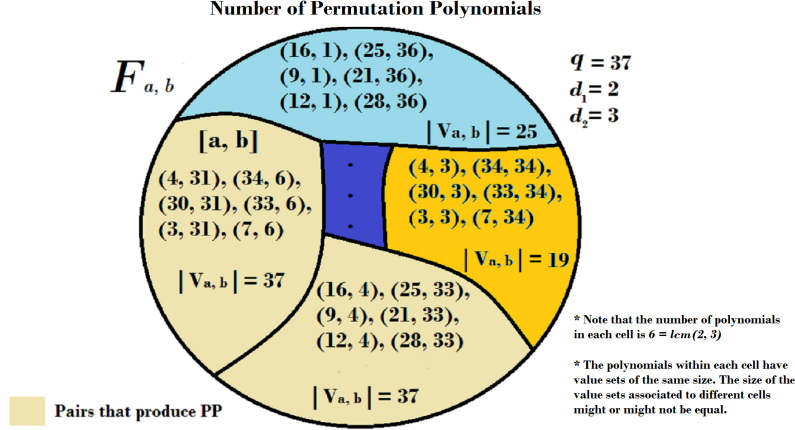 Number of Permutation Polynomials
F a, b
(16, 1), (25, 36),
(9, 1), (21, 36),
(12, 1), (28, 36)
| Va, b | = 25
q = 37
d1 = 2
d2 = 3
[a, b]
(4, 31), (34, 6),
(30, 31), (33, 6),
(3, 31), (7, 6)
| Va, b | = 37
(4, 3), (34, 34),
(30, 3), (33, 34),
(3, 3), (7, 34)
| Va, b | = 19
(16, 4), (25, 33),
(9, 4), (21, 33),
(12, 4), (28, 33)
| Va, b | = 37
* Note that the number of polynomials
in each cell is 6 = lcm(2, 3)
* The polynomials within each cell have
value sets of the same size. The size of the
value sets associated to different cells
might or might not be equal.
Pairs that produce PP